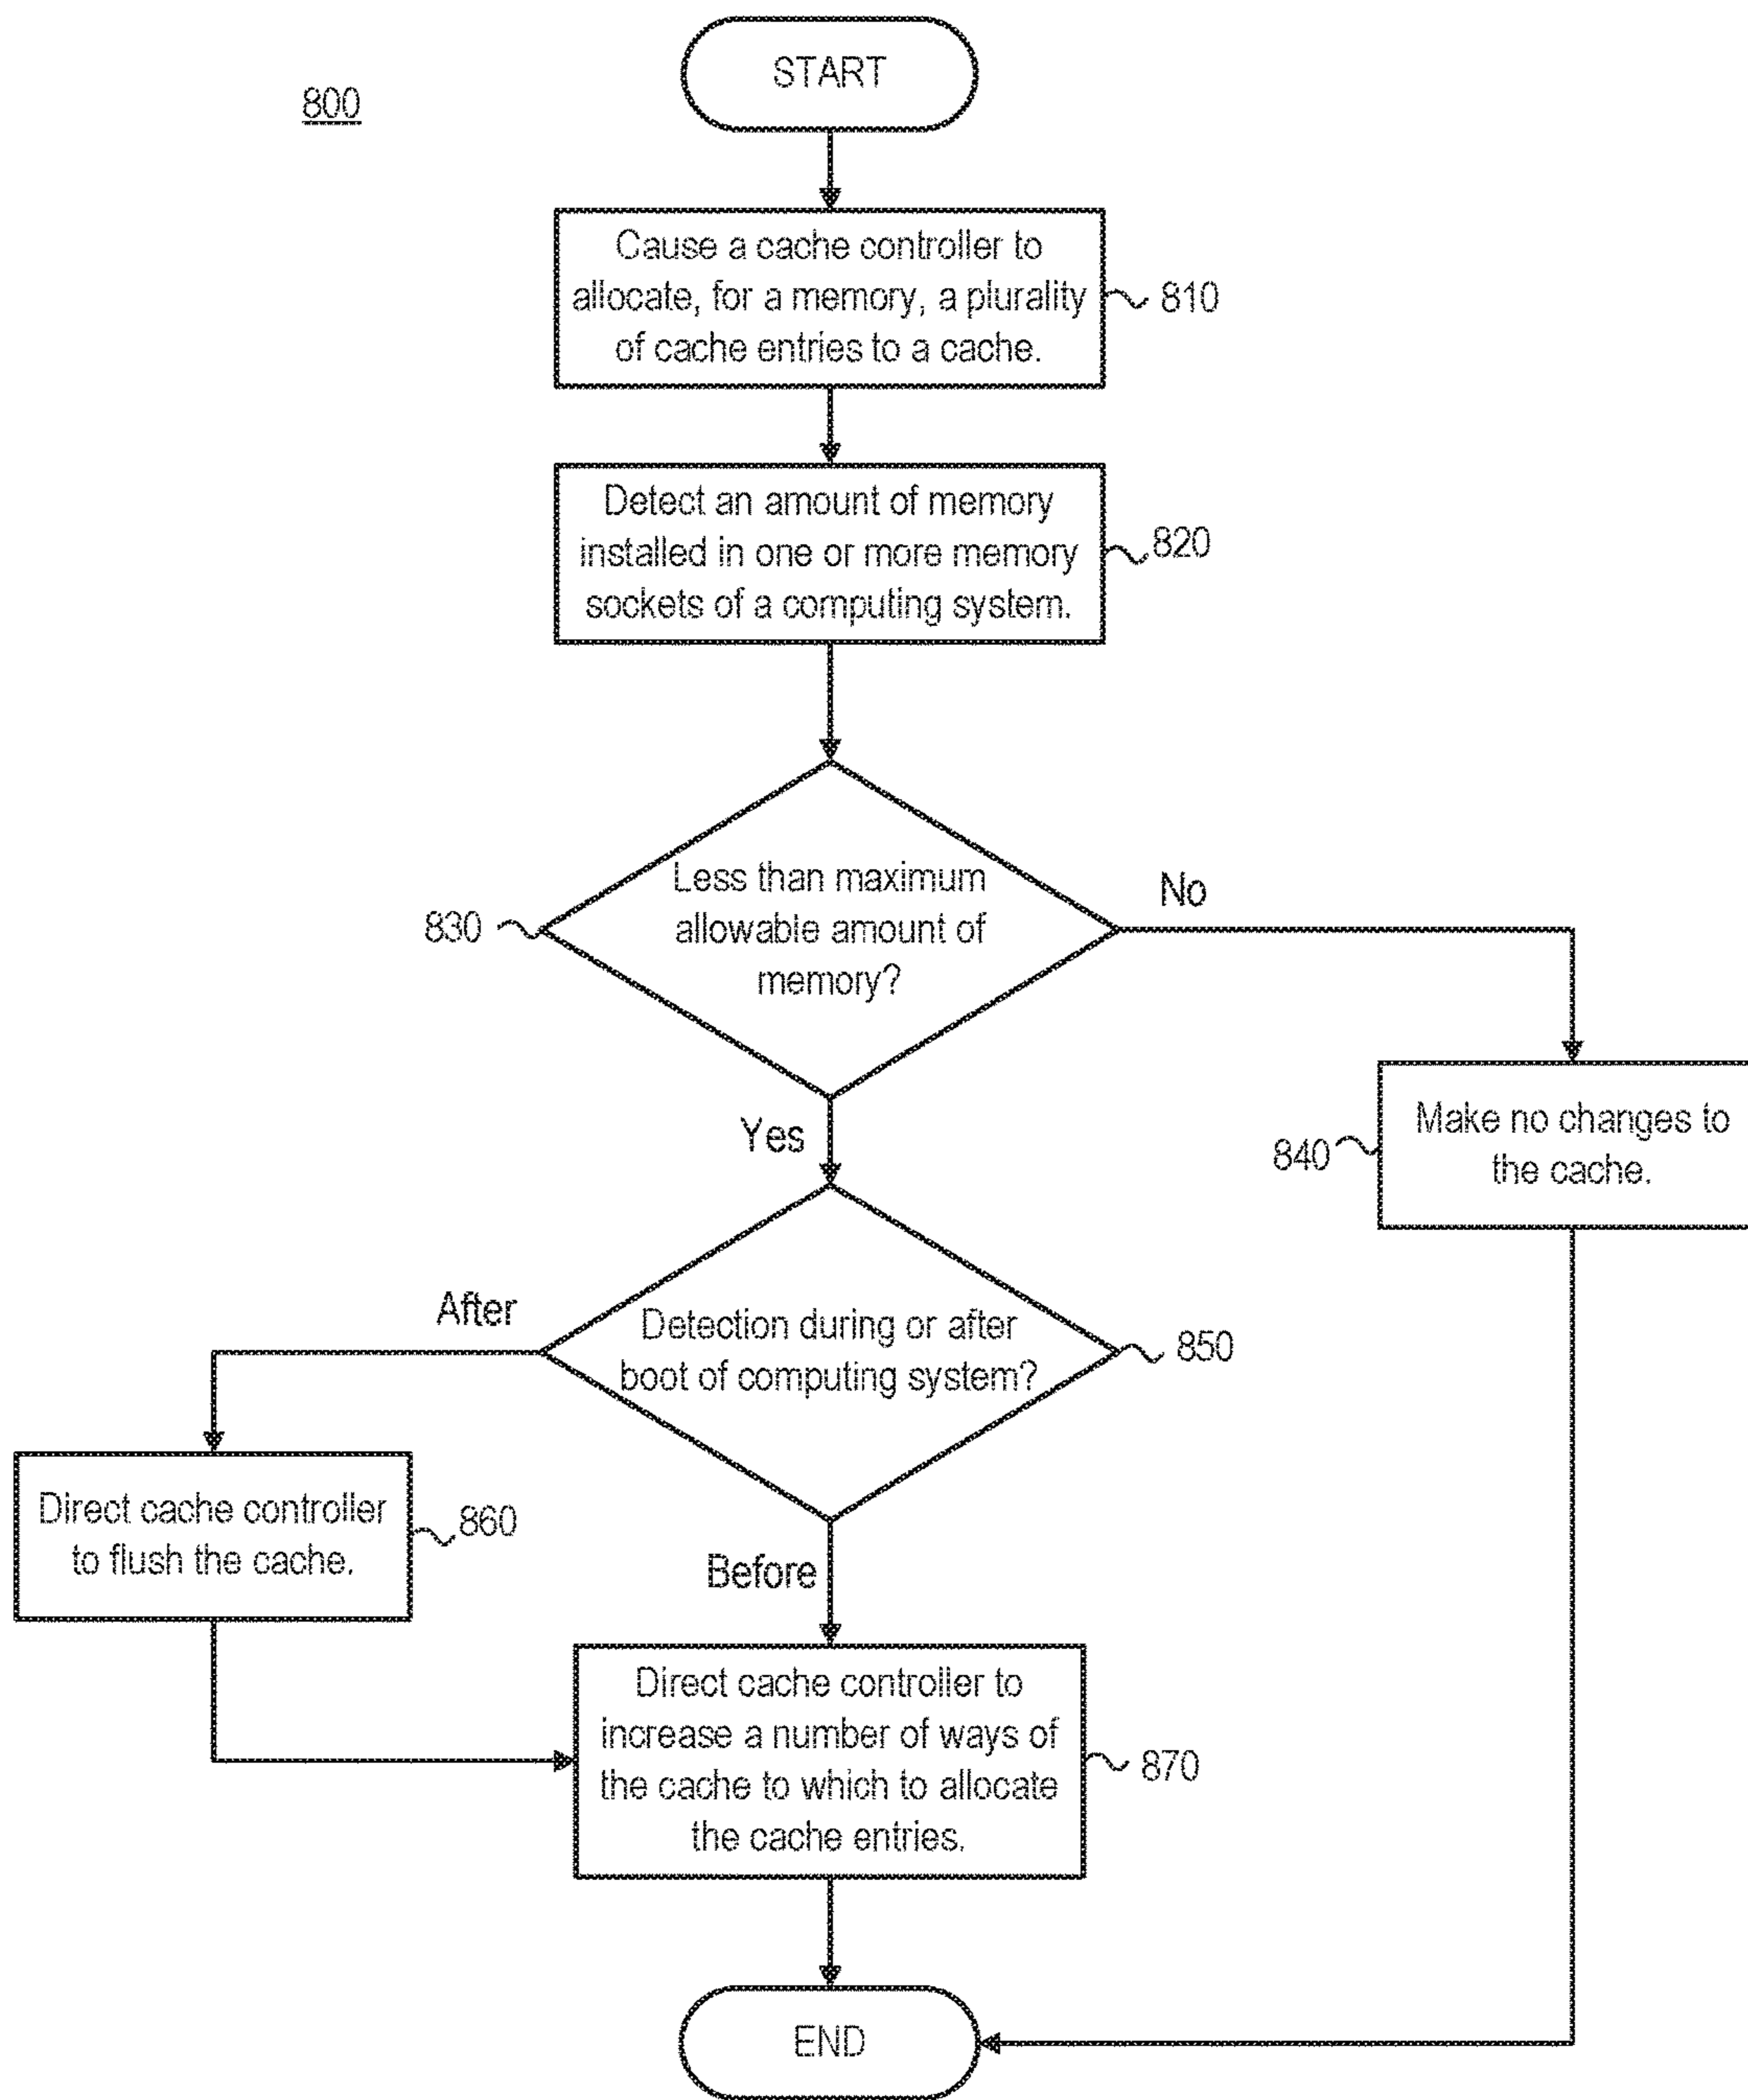 START
800
Cause a cache controller to
allocate, for a memory, a plurality
of cache entries to a cache.
810
Detect an amount of memory
installed in one or more memory
sockets of a computing system.
820
Less than maximum
allowable amount of
memory?
830
No
Yes
Make no changes to
the cache.
840
After
Detection during or after
boot of computing system?
850
Direct cache controller
to flush the cache.
860
Before
Direct cache controller to
increase a number of ways of
the cache to which to allocate
the cache entries.
870
END